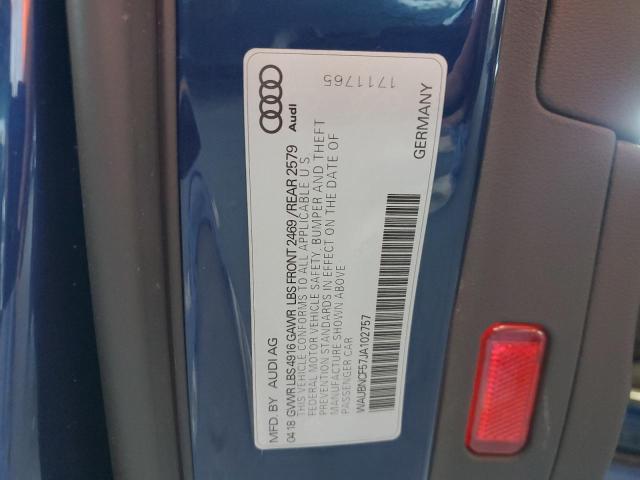 MFD. BY AUDI AG
Audi
04.18 GVWR LBS 4916 GAWR LBS FRONT 2469/REAR 2579
THIS VEHICLE CONFORMS TO ALL APPLICABLE U S
FEDERAL MOTOR VEHICLE SAFETY, BUMPER AND THEFT
PREVENTION STANDARDS IN EFFECT ON THE DATE OF
MANUFACTURE SHOWN ABOVE
PASSENGER CAR
1711765
WAUBNCF57JA102757
GERMANY